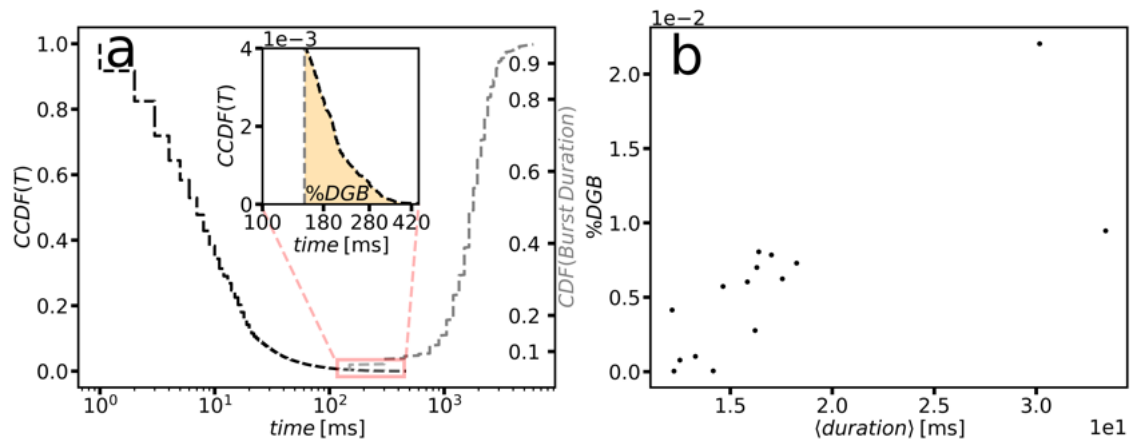 a
CCDF(T)
1.0
0.8
0.6
0.4
0.2
0.0
10⁰
10¹
10²
10³
time [ms]
1e−3
CCDF(T)
4
2
0
%DGB
100
180
280
420
time [ms]
0.9
0.8
0.6
0.4
0.2
0.1
CDF(Burst Duration)
1e−2
b
%DGB
2.0
1.5
1.0
0.5
0.0
1.5
2.0
2.5
3.0
⟨duration⟩ [ms]
1e1